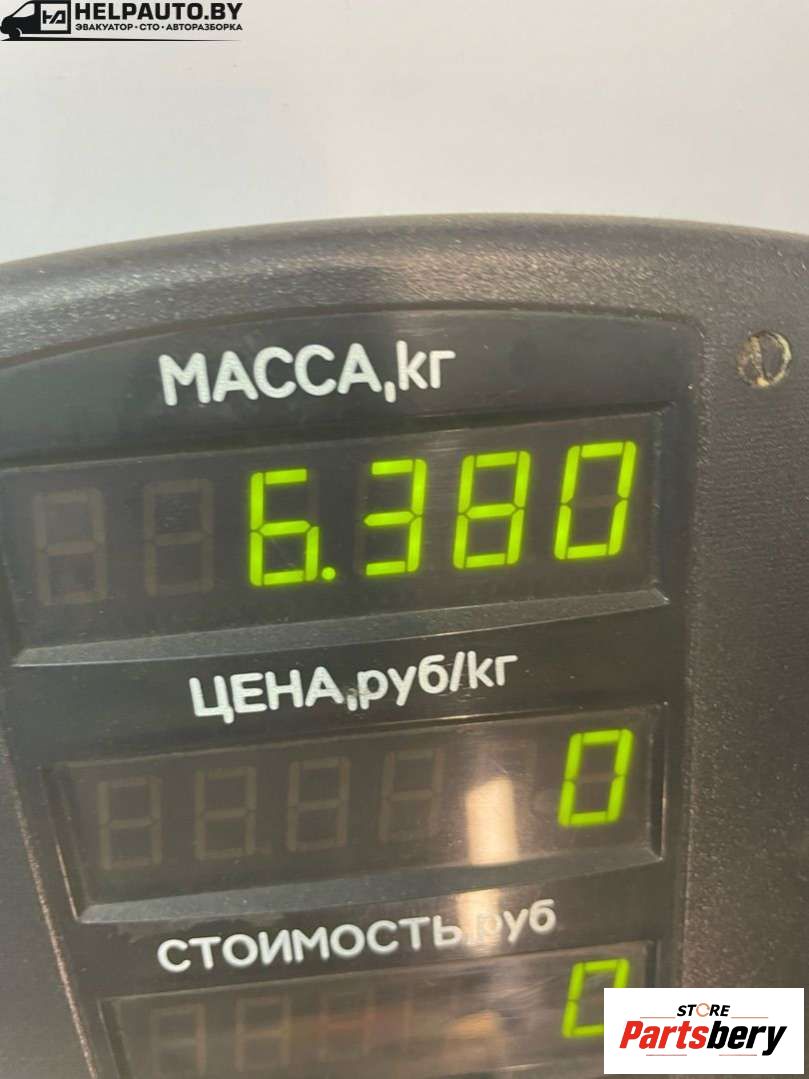 HELPAUTO.BY
ЭВАКУАТОР • СТО • АВТОРАЗБОРКА
МАССА,кг
6.380
ЦЕНА,руб/кг
0
СТОИМОСТЬ,руб
0
STORE
Partsbery